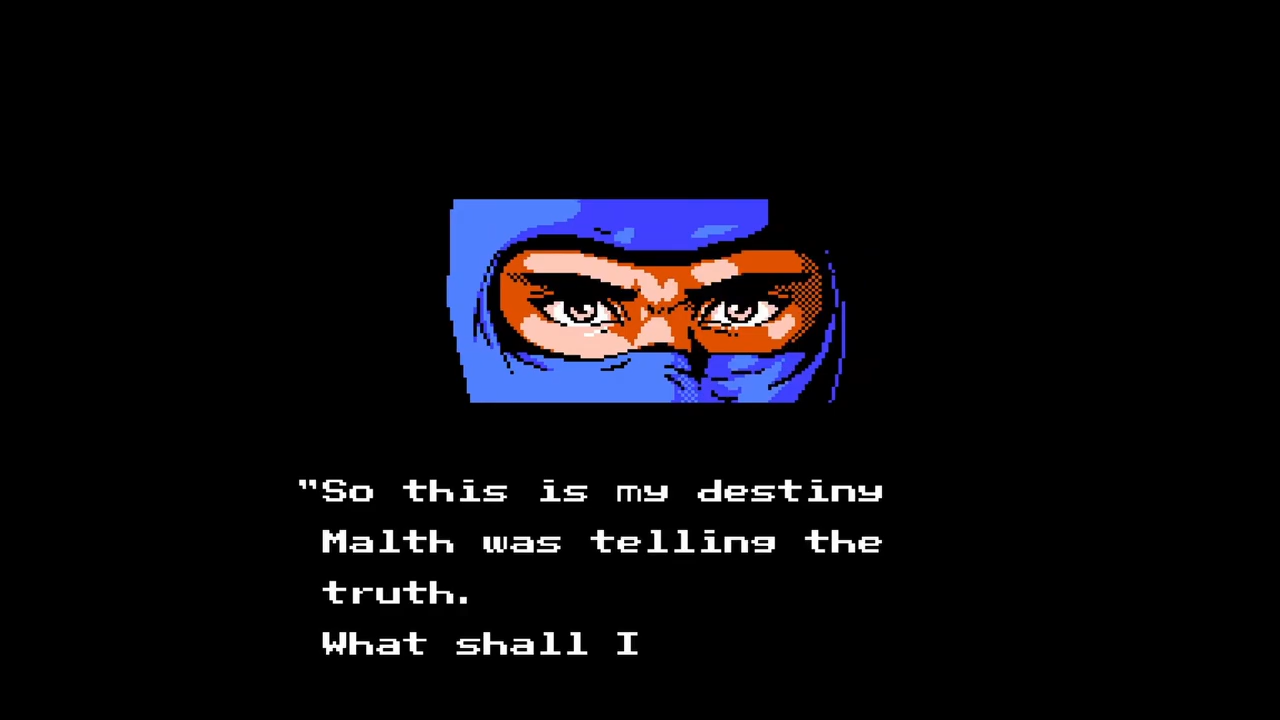 "So this is my destiny
Malth was telling the
truth.
What shall I